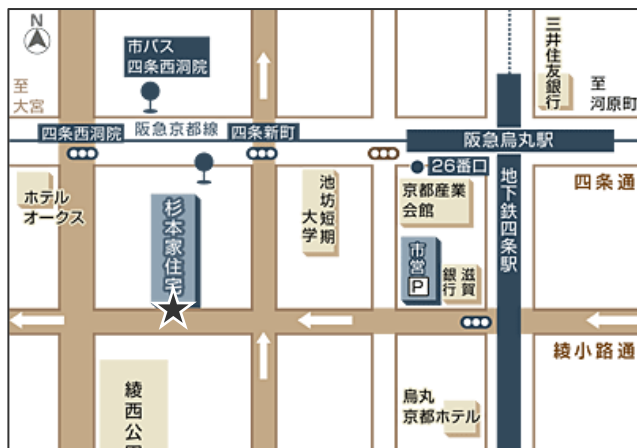 N
市バス
四条西洞院
三井住友銀行
至
大宮
至
河原町
四条西洞院
阪急京都線
四条新町
阪急烏丸駅
26番口
四条通
ホテル
オークス
杉本家住宅
池坊短期
大学
京都産業
会館
地下鉄四条駅
市営
P
滋賀
銀行
綾小路通
綾西公園
烏丸
京都ホテル